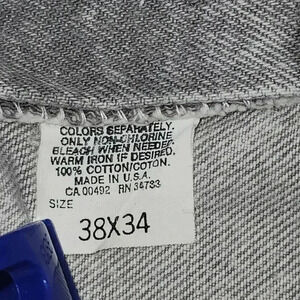 COLORS SEPARATELY.
ONLY NON-CHLORINE
BLEACH WHEN NEEDED.
WARM IRON IF DESIRED.
100% COTTON/COTON.
MADE IN U.S.A.
CA 00492 RN 34783
SIZE
38X34